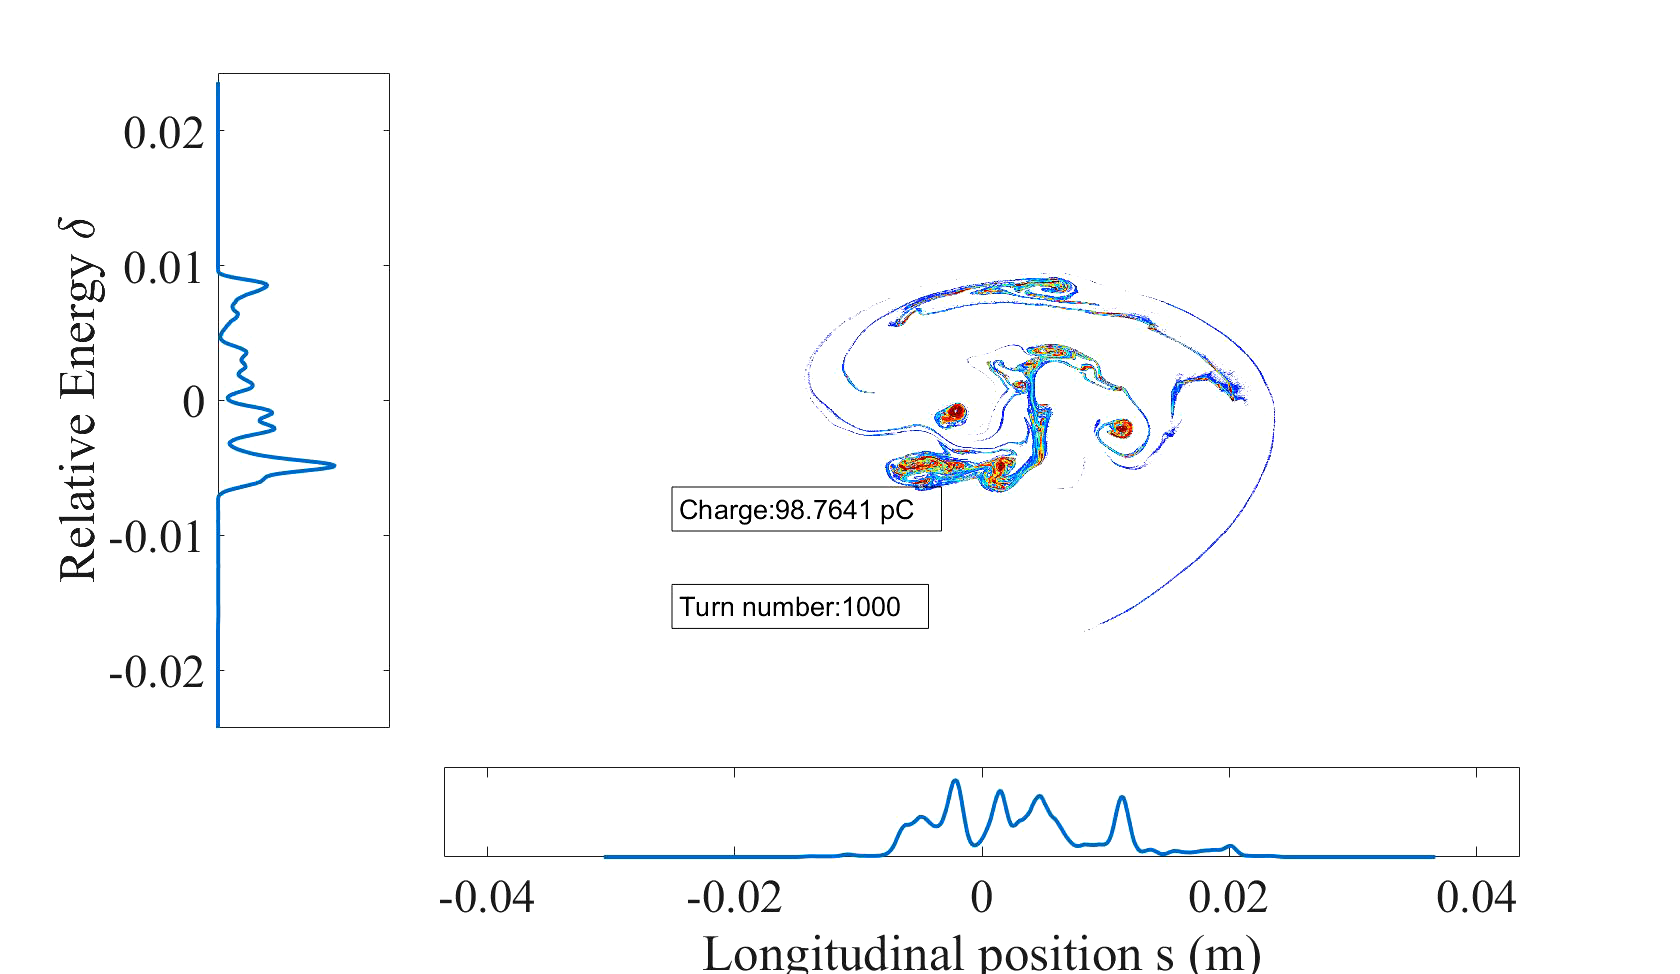 0.02
0.01
0
-0.01
-0.02
Relative Energy δ
Charge:98.7641 pC
Turn number:1000
-0.04
-0.02
0
0.02
0.04
Longitudinal position s (m)